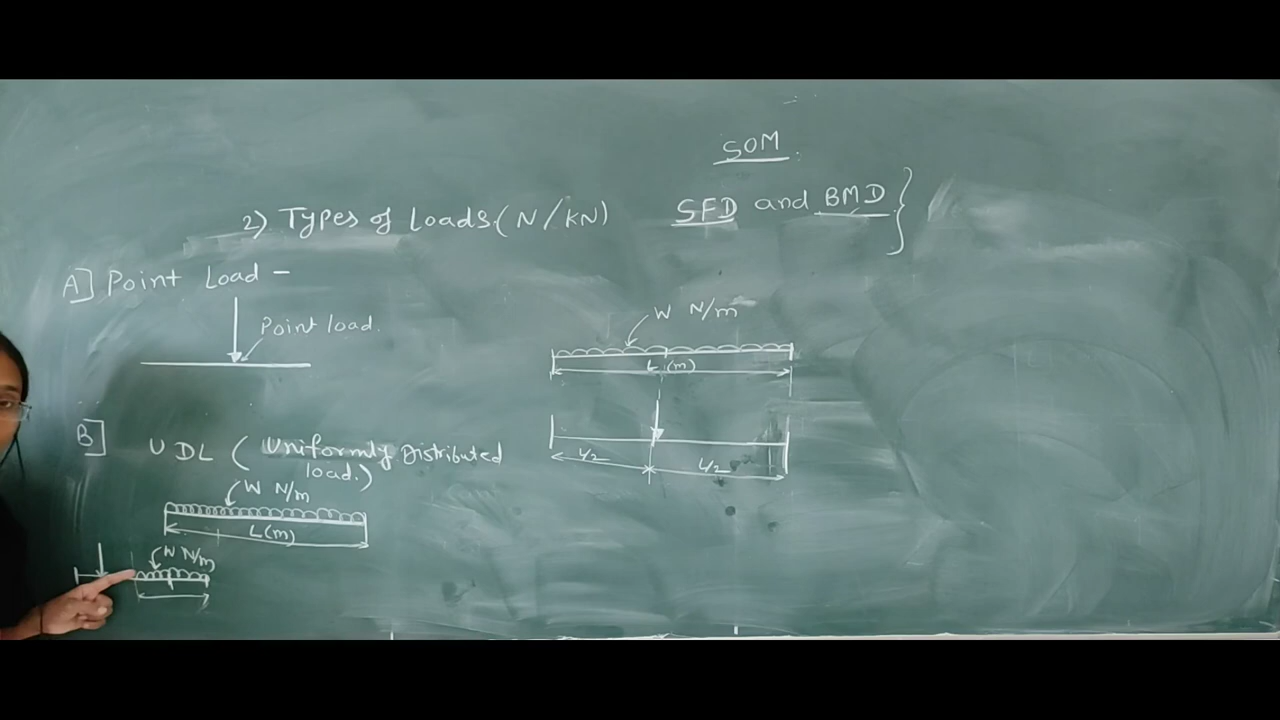 SOM
2) Types of Loads (N/kN)
SFD and BMD
A] Point Load -
Point load.
B] UDL ( Uniformly Distributed
load.)
W N/m
L(m)
W N/m
W N/m
L (m)
L/2
L/2